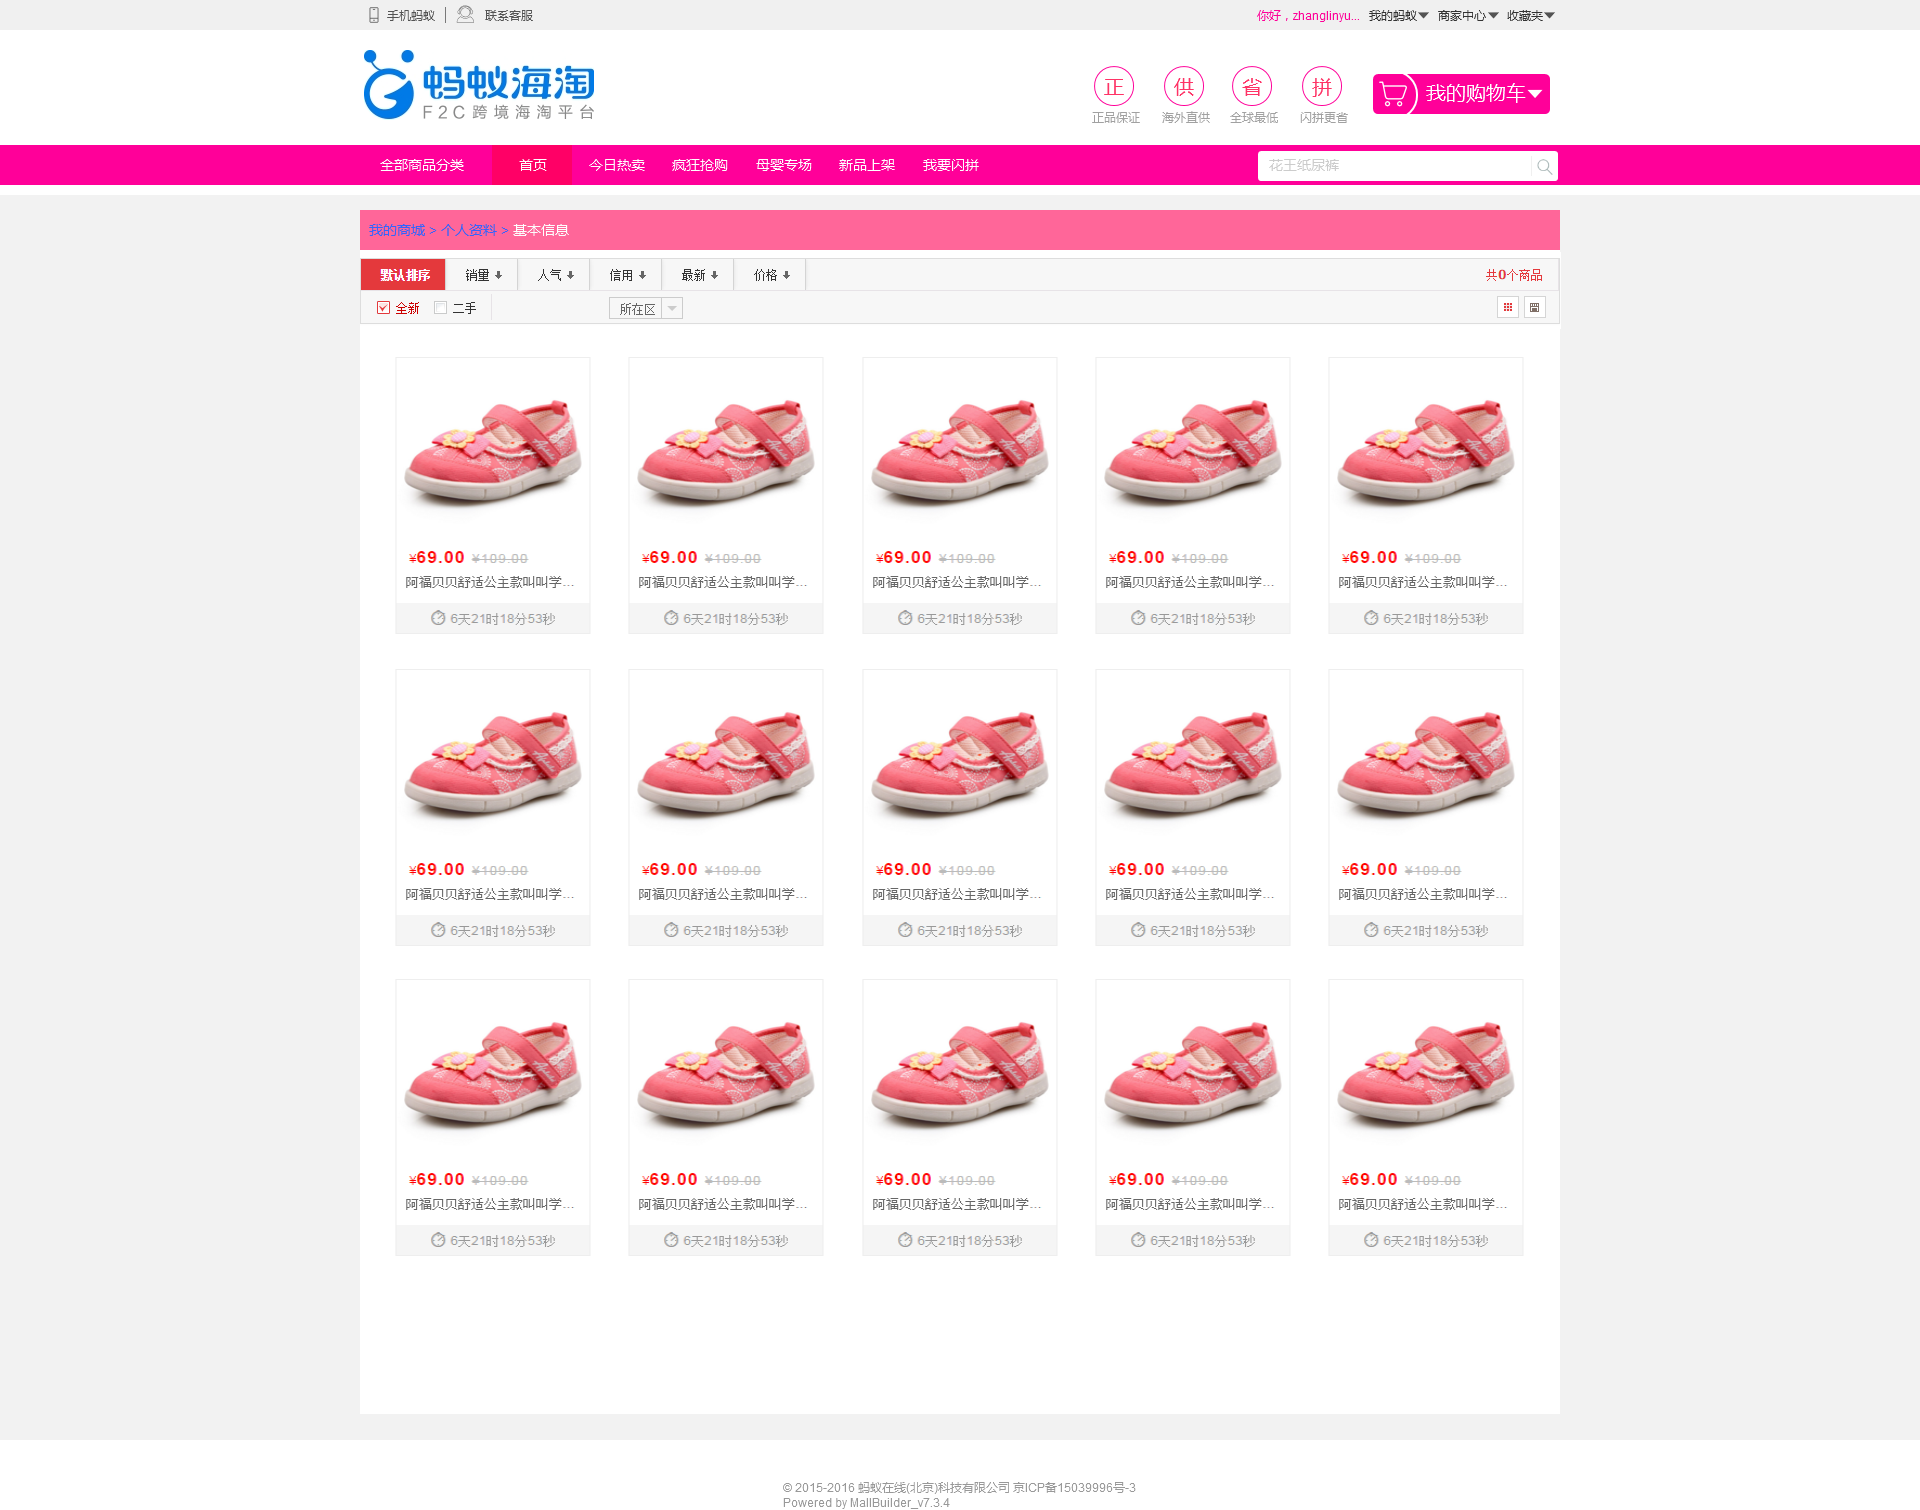 手机蚂蚁 联系客服 你好，zhanglinyu... 我的蚂蚁 商家中心 收藏夹
蚂蚁海淘
F2C跨境海淘平台
正 供 省 拼
正品保证 海外直供 全球最低 闪拼更省
我的购物车
全部商品分类 首页 今日热卖 疯狂抢购 母婴专场 新品上架 我要闪拼 花王纸尿裤
我的商城 > 个人资料 > 基本信息
默认排序 销量 人气 信用 最新 价格 共0个商品
全新 二手 所在区
¥69.00 ¥109.00 ¥69.00 ¥109.00 ¥69.00 ¥109.00 ¥69.00 ¥109.00 ¥69.00 ¥109.00
阿福贝贝舒适公主款叫叫学... 阿福贝贝舒适公主款叫叫学... 阿福贝贝舒适公主款叫叫学... 阿福贝贝舒适公主款叫叫学... 阿福贝贝舒适公主款叫叫学...
6天21时18分53秒 6天21时18分53秒 6天21时18分53秒 6天21时18分53秒 6天21时18分53秒
¥69.00 ¥109.00 ¥69.00 ¥109.00 ¥69.00 ¥109.00 ¥69.00 ¥109.00 ¥69.00 ¥109.00
阿福贝贝舒适公主款叫叫学... 阿福贝贝舒适公主款叫叫学... 阿福贝贝舒适公主款叫叫学... 阿福贝贝舒适公主款叫叫学... 阿福贝贝舒适公主款叫叫学...
6天21时18分53秒 6天21时18分53秒 6天21时18分53秒 6天21时18分53秒 6天21时18分53秒
¥69.00 ¥109.00 ¥69.00 ¥109.00 ¥69.00 ¥109.00 ¥69.00 ¥109.00 ¥69.00 ¥109.00
阿福贝贝舒适公主款叫叫学... 阿福贝贝舒适公主款叫叫学... 阿福贝贝舒适公主款叫叫学... 阿福贝贝舒适公主款叫叫学... 阿福贝贝舒适公主款叫叫学...
6天21时18分53秒 6天21时18分53秒 6天21时18分53秒 6天21时18分53秒 6天21时18分53秒
© 2015-2016 蚂蚁在线(北京)科技有限公司 京ICP备15039996号-3
Powered by MallBuilder_v7.3.4